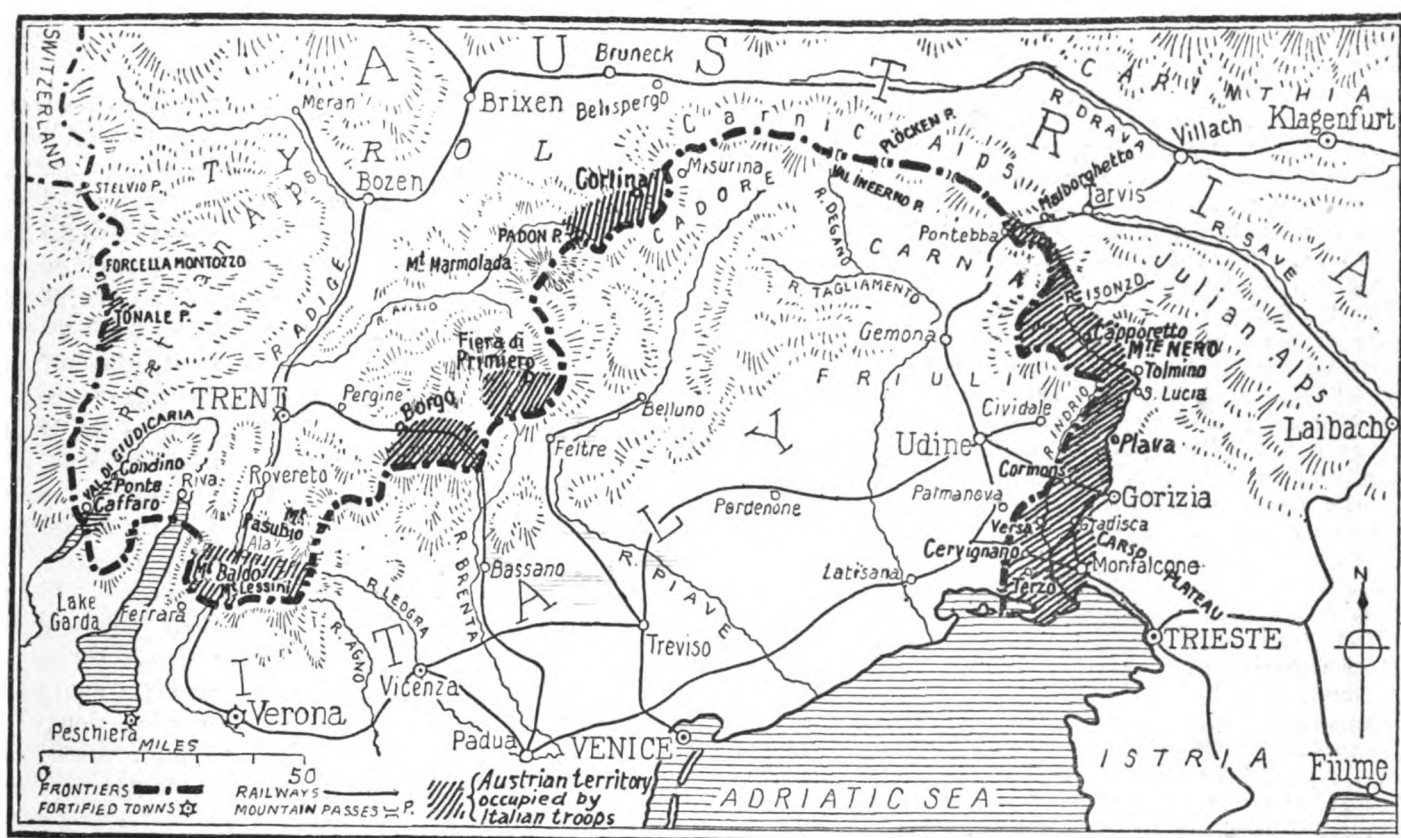 SWITZERLAND
AUSTRIA
CARINTHIA
Bruneck
Brixen
Meran
Carnic Alps
PLÖCKEN P.
R DRAV
Villach
Klagenfurt
TYROL
Bozen
Misurina
Cortina
CADORE
VAL INFERNO P.
Malborghetto
Tarvis
STELVIO P.
R. DEGANO
Pontebba
PADON P.
CARNIA
R. SAVE
FORCELLA MONTOZZO
Mt Marmolada
R ADIGE
R. ISONZO
Julian Alps
R. TAGLIAMENTO
TONALE P.
R. AVISIO
Gemona
Capporetto
MTE NERO
Fiera di
Primiero
FRIULI
Tolmino
S. Lucia
TRENT
Pergine
Borgo
Belluno
Cividale
R. INDRIO
Laibach
VAL DI GIUDICARIA
Feltre
Udine
Plava
Condino
Ponte
Caffaro
Riva
Rovereto
Cormons
Gorizia
Palmanova
Pordenone
Mt
Pasubio
Ala
Versa
Gradisca
CARSO
PLATEAU
Cervignano
Monfalcone
Mt Baldo
Lessini
Bassano
R. BRENTA
R. PIAVE
Latisana
Terzo
Lake
Garda
Ferrara
R. LEOGRA
R. AGNO
ITALY
Treviso
TRIESTE
N
Vicenza
Verona
Peschiera
Padua
VENICE
ISTRIA
Fiume
ADRIATIC SEA
MILES
0 50
FRONTIERS
RAILWAYS
FORTIFIED TOWNS
MOUNTAIN PASSES P.
Austrian territory
occupied by
Italian troops